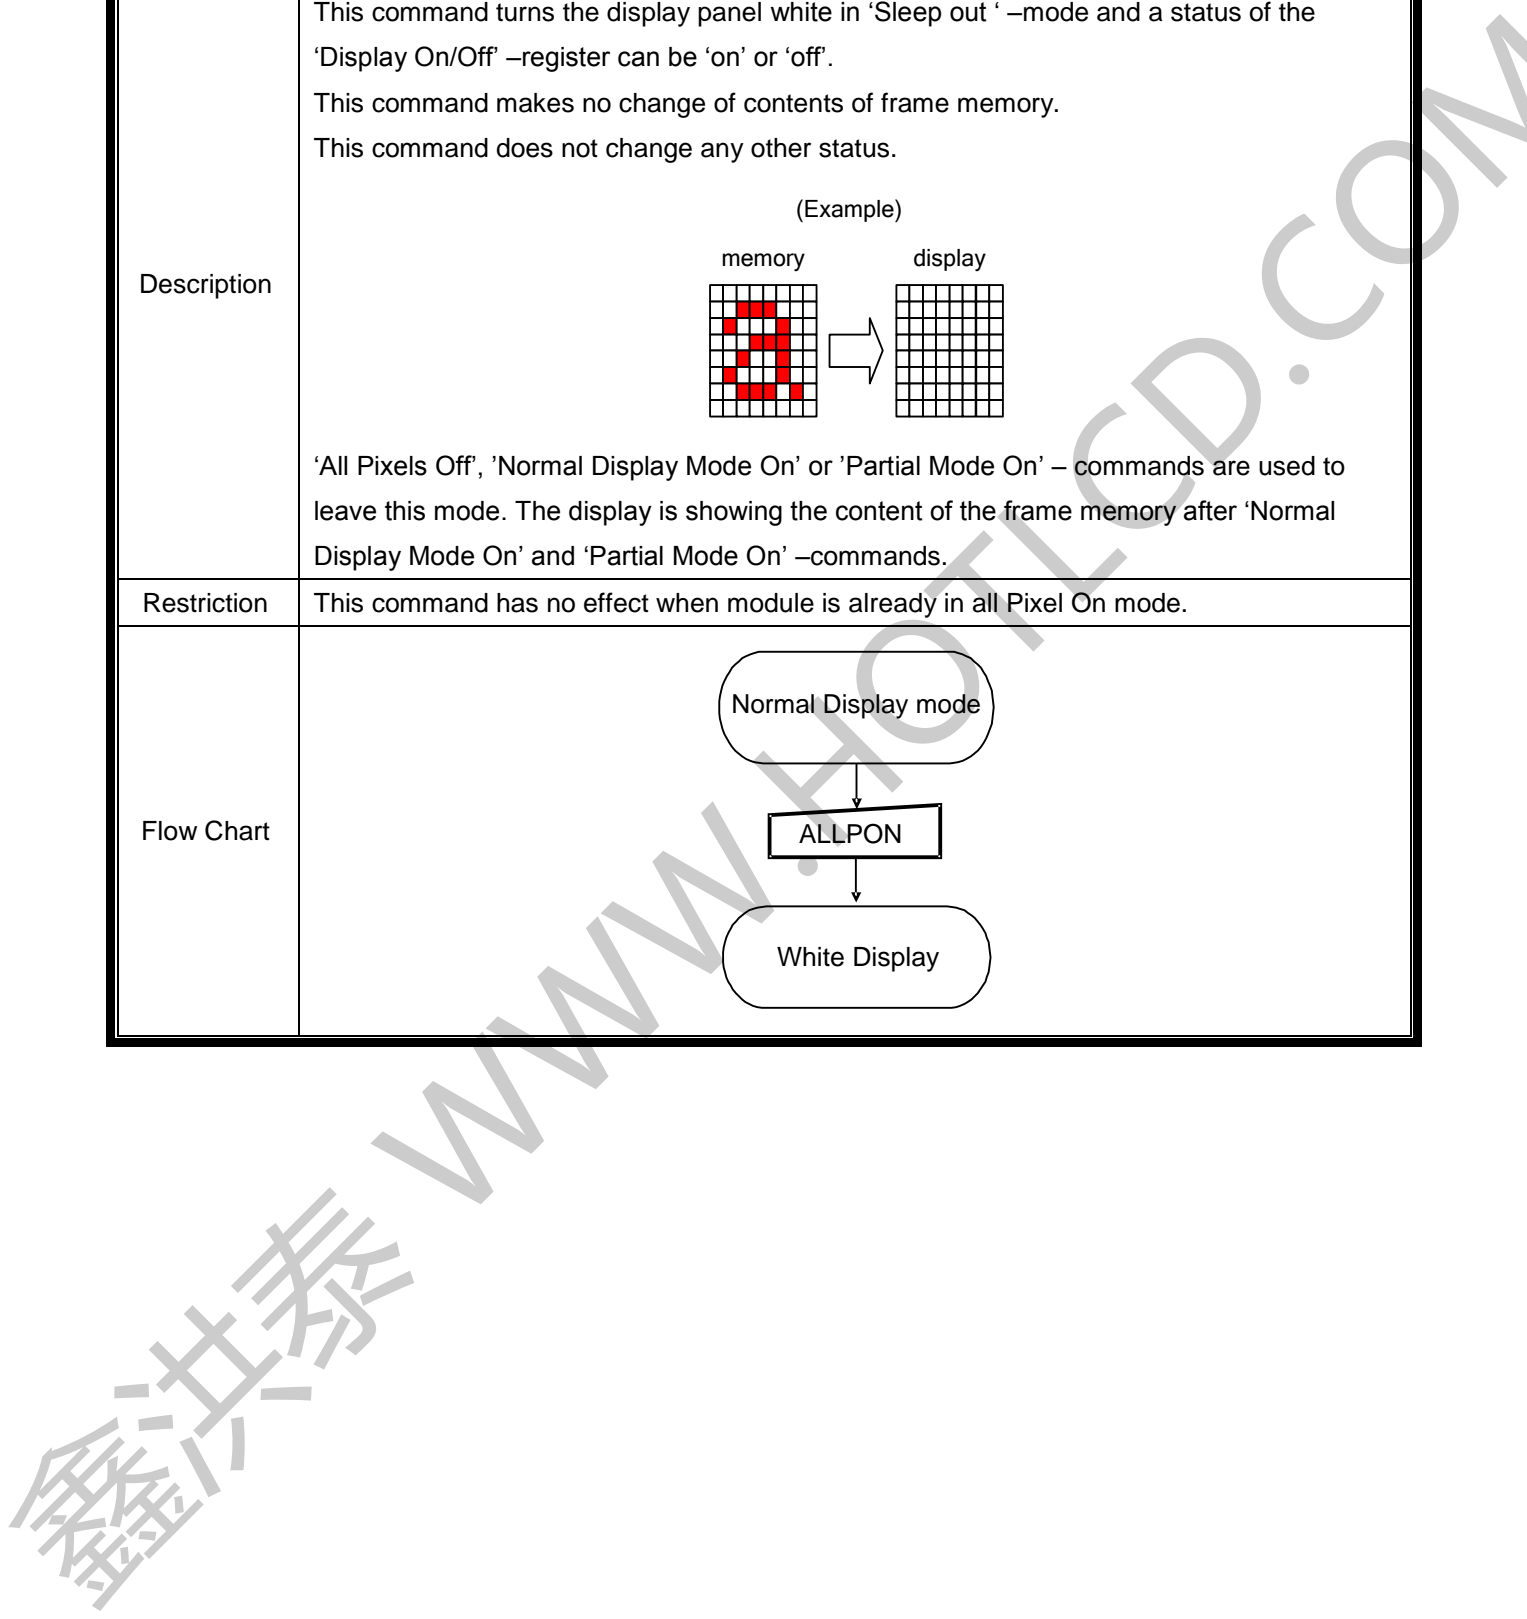 This command turns the display panel white in ‘Sleep out ‘ –mode and a status of the
‘Display On/Off’ –register can be ‘on’ or ‘off’.
This command makes no change of contents of frame memory.
This command does not change any other status.
(Example)
memory display
Description
‘All Pixels Off’, ’Normal Display Mode On’ or ’Partial Mode On’ – commands are used to
leave this mode. The display is showing the content of the frame memory after ‘Normal
Display Mode On’ and ‘Partial Mode On’ –commands.
Restriction This command has no effect when module is already in all Pixel On mode.
Normal Display mode
Flow Chart
ALLPON
White Display
鑫洪泰 WWW.HOTLCD.COM